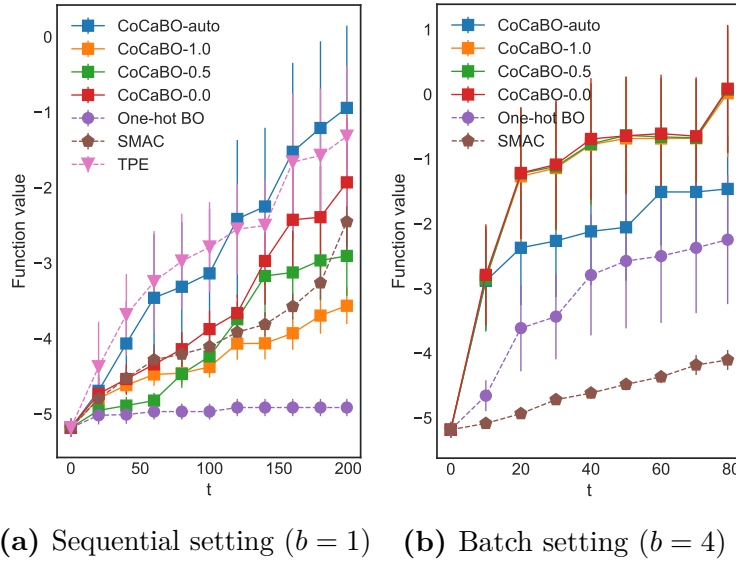 0
−1
−2
−3
−4
−5
Function value
CoCaBO-auto
CoCaBO-1.0
CoCaBO-0.5
CoCaBO-0.0
One-hot BO
SMAC
TPE
0 50 100 150 200
t
1
0
−1
−2
−3
−4
−5
Function value
CoCaBO-auto
CoCaBO-1.0
CoCaBO-0.5
CoCaBO-0.0
One-hot BO
SMAC
0 20 40 60 80
t
(a) Sequential setting (b = 1)
(b) Batch setting (b = 4)